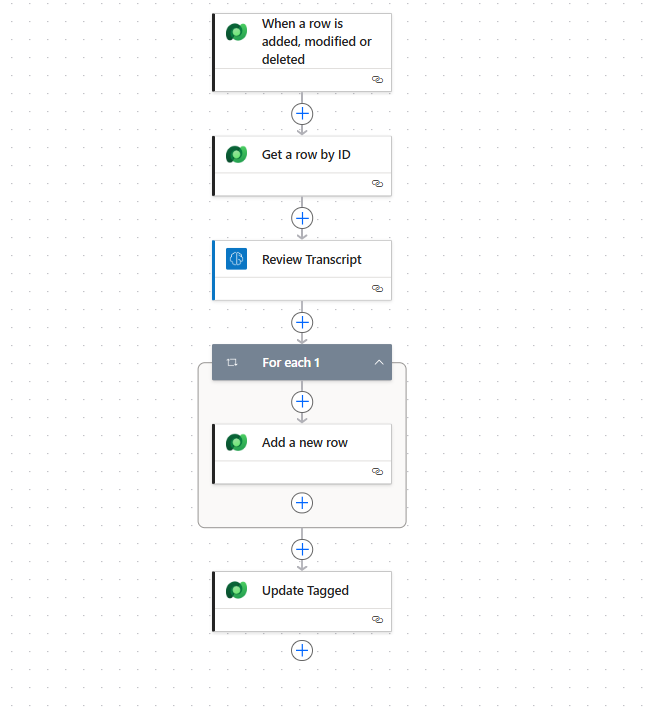 When a row is
added, modified or
deleted
Get a row by ID
Review Transcript
For each 1
Add a new row
Update Tagged